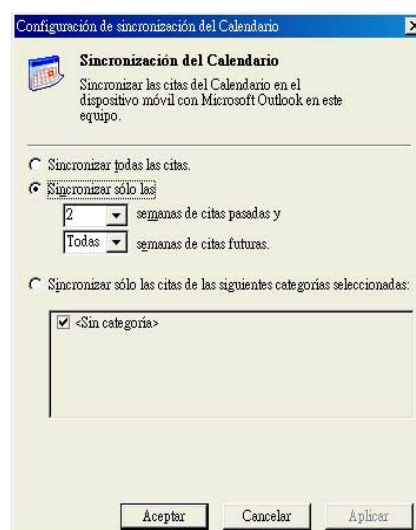 Configuración de sincronización del Calendario
Sincronización del Calendario
Sincronizar las citas del Calendario en el
dispositivo móvil con Microsoft Outlook en este
equipo.
Sincronizar todas las citas.
Sincronizar sólo las
2 semanas de citas pasadas y
Todas semanas de citas futuras.
Sincronizar sólo las citas de las siguientes categorías seleccionadas:
<Sin categoría>
Aceptar Cancelar Aplicar